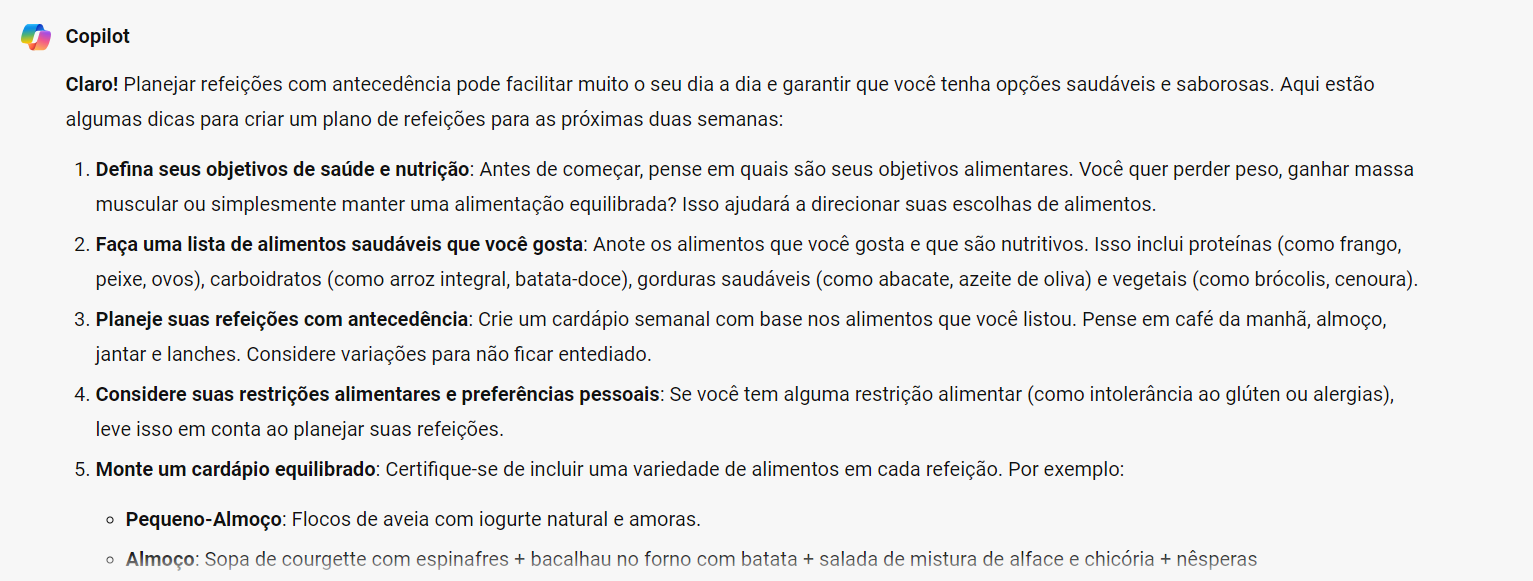 Copilot
Claro! Planejar refeições com antecedência pode facilitar muito o seu dia a dia e garantir que você tenha opções saudáveis e saborosas. Aqui estão
algumas dicas para criar um plano de refeições para as próximas duas semanas:
1. Defina seus objetivos de saúde e nutrição: Antes de começar, pense em quais são seus objetivos alimentares. Você quer perder peso, ganhar massa
muscular ou simplesmente manter uma alimentação equilibrada? Isso ajudará a direcionar suas escolhas de alimentos.
2. Faça uma lista de alimentos saudáveis que você gosta: Anote os alimentos que você gosta e que são nutritivos. Isso inclui proteínas (como frango,
peixe, ovos), carboidratos (como arroz integral, batata-doce), gorduras saudáveis (como abacate, azeite de oliva) e vegetais (como brócolis, cenoura).
3. Planeje suas refeições com antecedência: Crie um cardápio semanal com base nos alimentos que você listou. Pense em café da manhã, almoço,
jantar e lanches. Considere variações para não ficar entediado.
4. Considere suas restrições alimentares e preferências pessoais: Se você tem alguma restrição alimentar (como intolerância ao glúten ou alergias),
leve isso em conta ao planejar suas refeições.
5. Monte um cardápio equilibrado: Certifique-se de incluir uma variedade de alimentos em cada refeição. Por exemplo:
◦ Pequeno-Almoço: Flocos de aveia com iogurte natural e amoras.
◦ Almoço: Sopa de courgette com espinafres + bacalhau no forno com batata + salada de mistura de alface e chicória + nêsperas